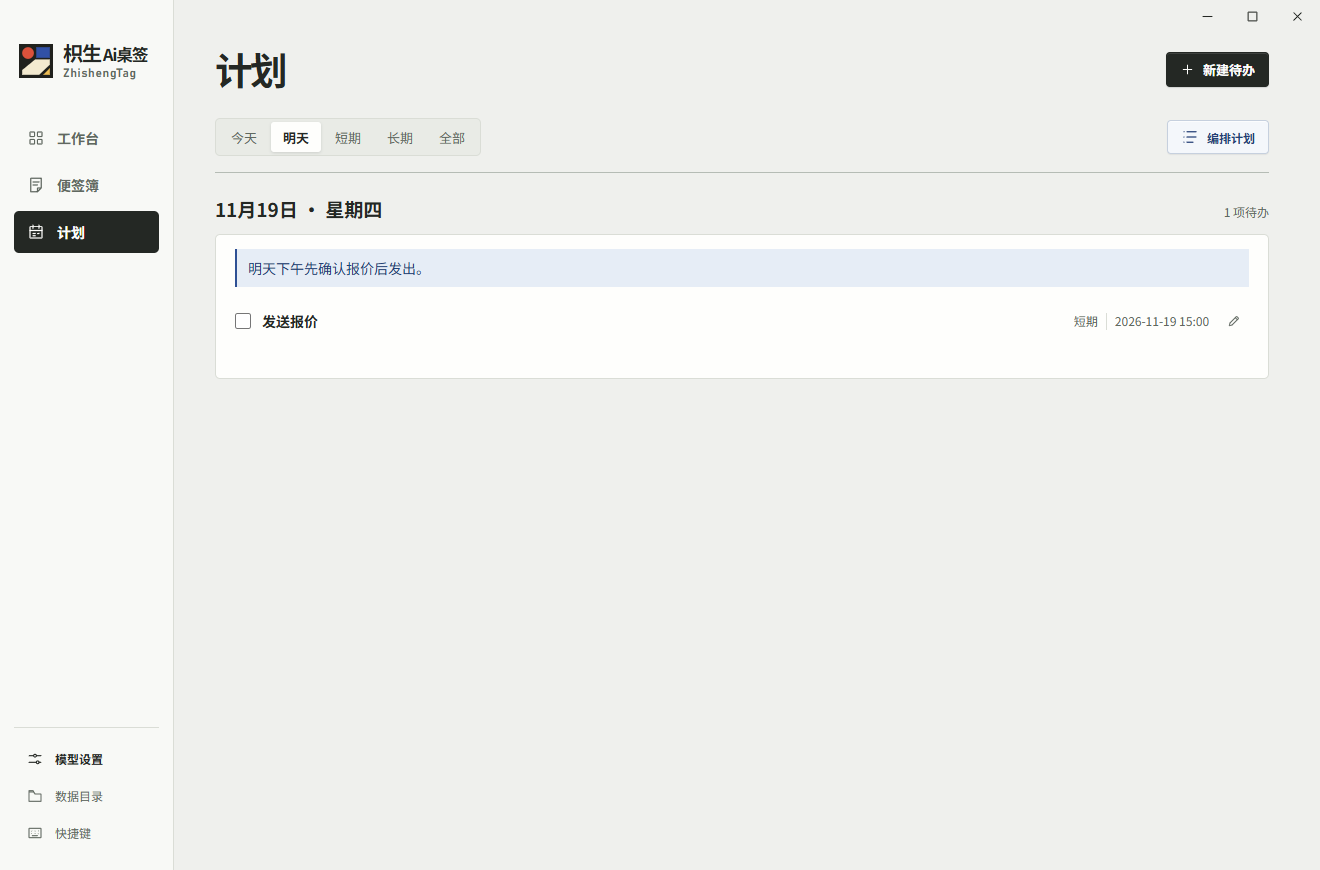 枳生Ai桌签
ZhishengTag
工作台
便签簿
计划
模型设置
数据目录
快捷键
计划
新建待办
今天 明天 短期 长期 全部
编排计划
11月19日 · 星期四
1 项待办
明天下午先确认报价后发出。
发送报价
短期 2026-11-19 15:00